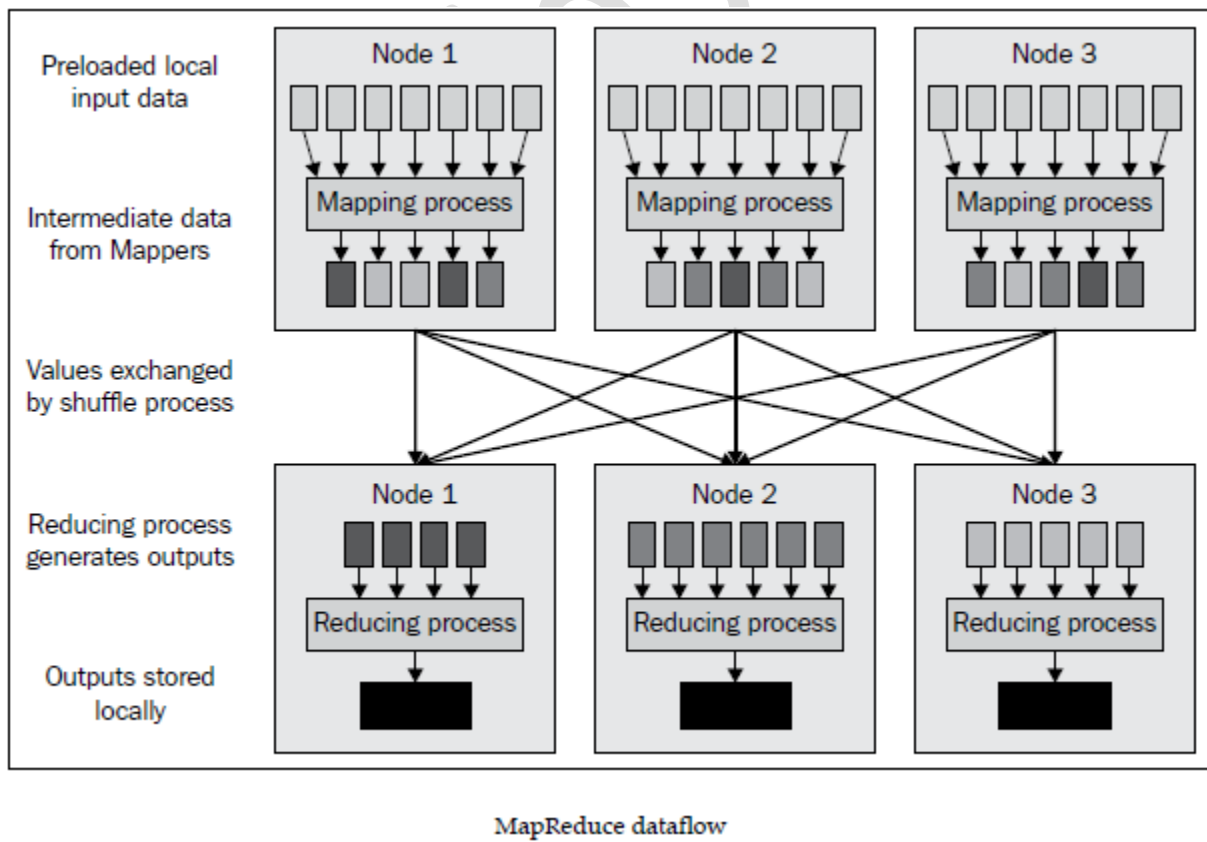 Preloaded local
input data
Node 1
Node 2
Node 3
Mapping process
Mapping process
Mapping process
Intermediate data
from Mappers
Values exchanged
by shuffle process
Node 1
Node 2
Node 3
Reducing process
generates outputs
Reducing process
Reducing process
Reducing process
Outputs stored
locally
MapReduce dataflow